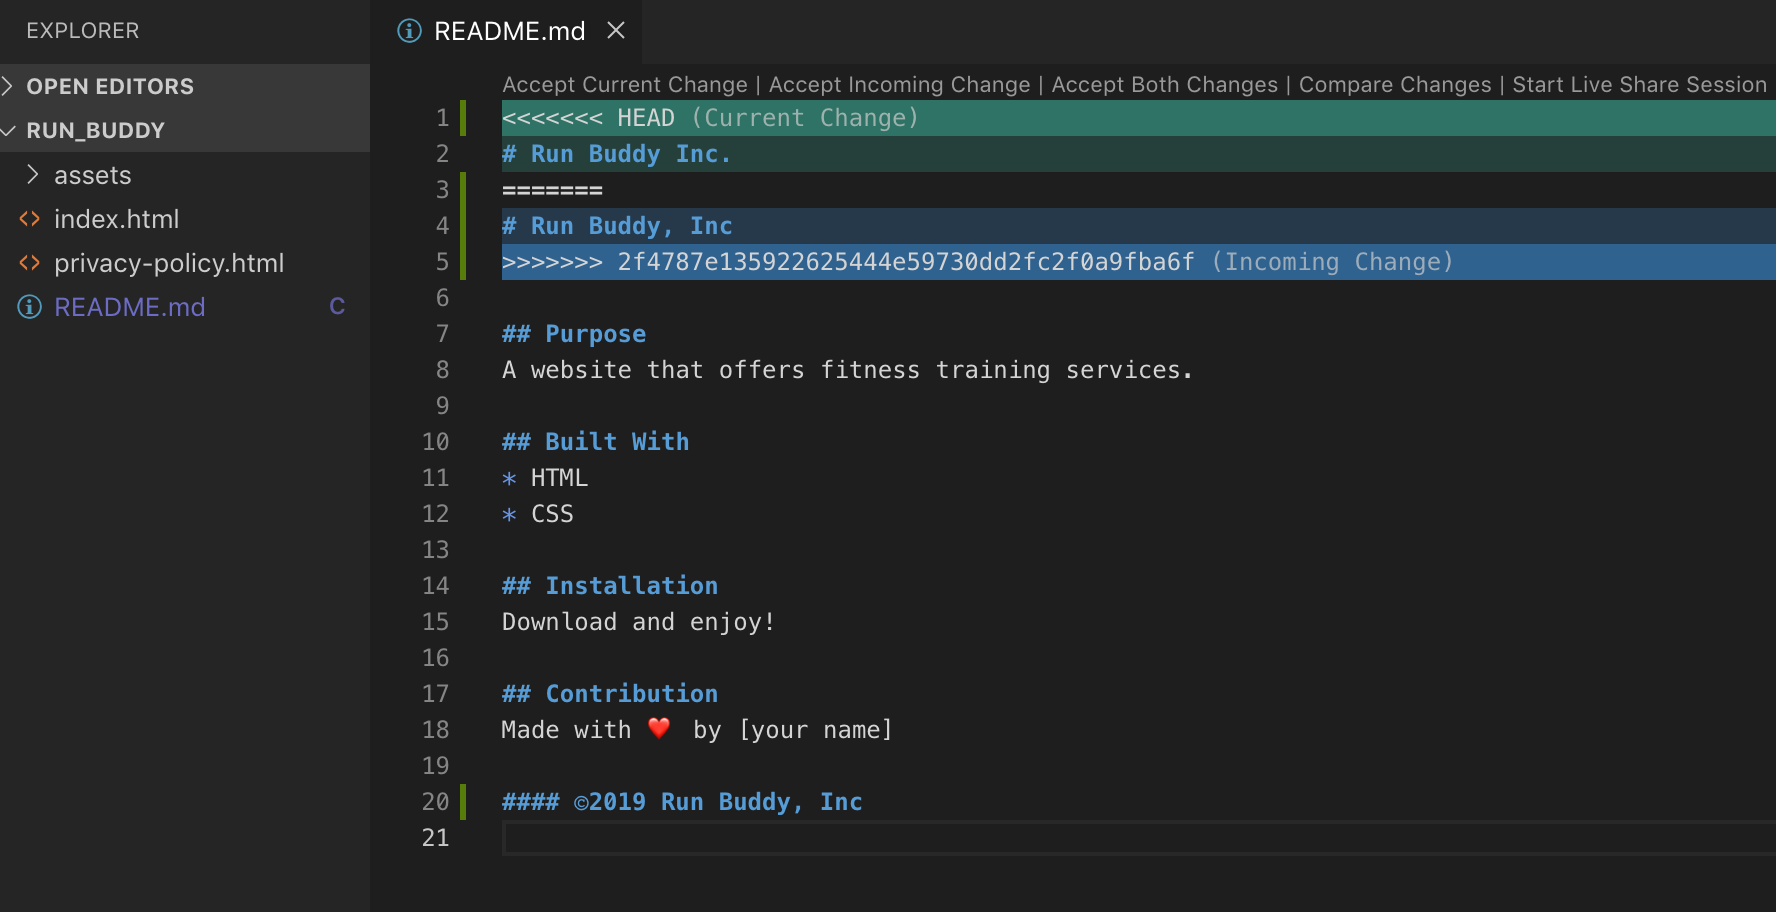 EXPLORER
OPEN EDITORS
RUN_BUDDY
assets
index.html
privacy-policy.html
README.md C
README.md
Accept Current Change | Accept Incoming Change | Accept Both Changes | Compare Changes | Start Live Share Session
1 <<<<<<< HEAD (Current Change)
2 # Run Buddy Inc.
3 =======
4 # Run Buddy, Inc
5 >>>>>>> 2f4787e135922625444e59730dd2fc2f0a9fba6f (Incoming Change)
6
7 ## Purpose
8 A website that offers fitness training services.
9
10 ## Built With
11 * HTML
12 * CSS
13
14 ## Installation
15 Download and enjoy!
16
17 ## Contribution
18 Made with ❤️ by [your name]
19
20 #### ©2019 Run Buddy, Inc
21